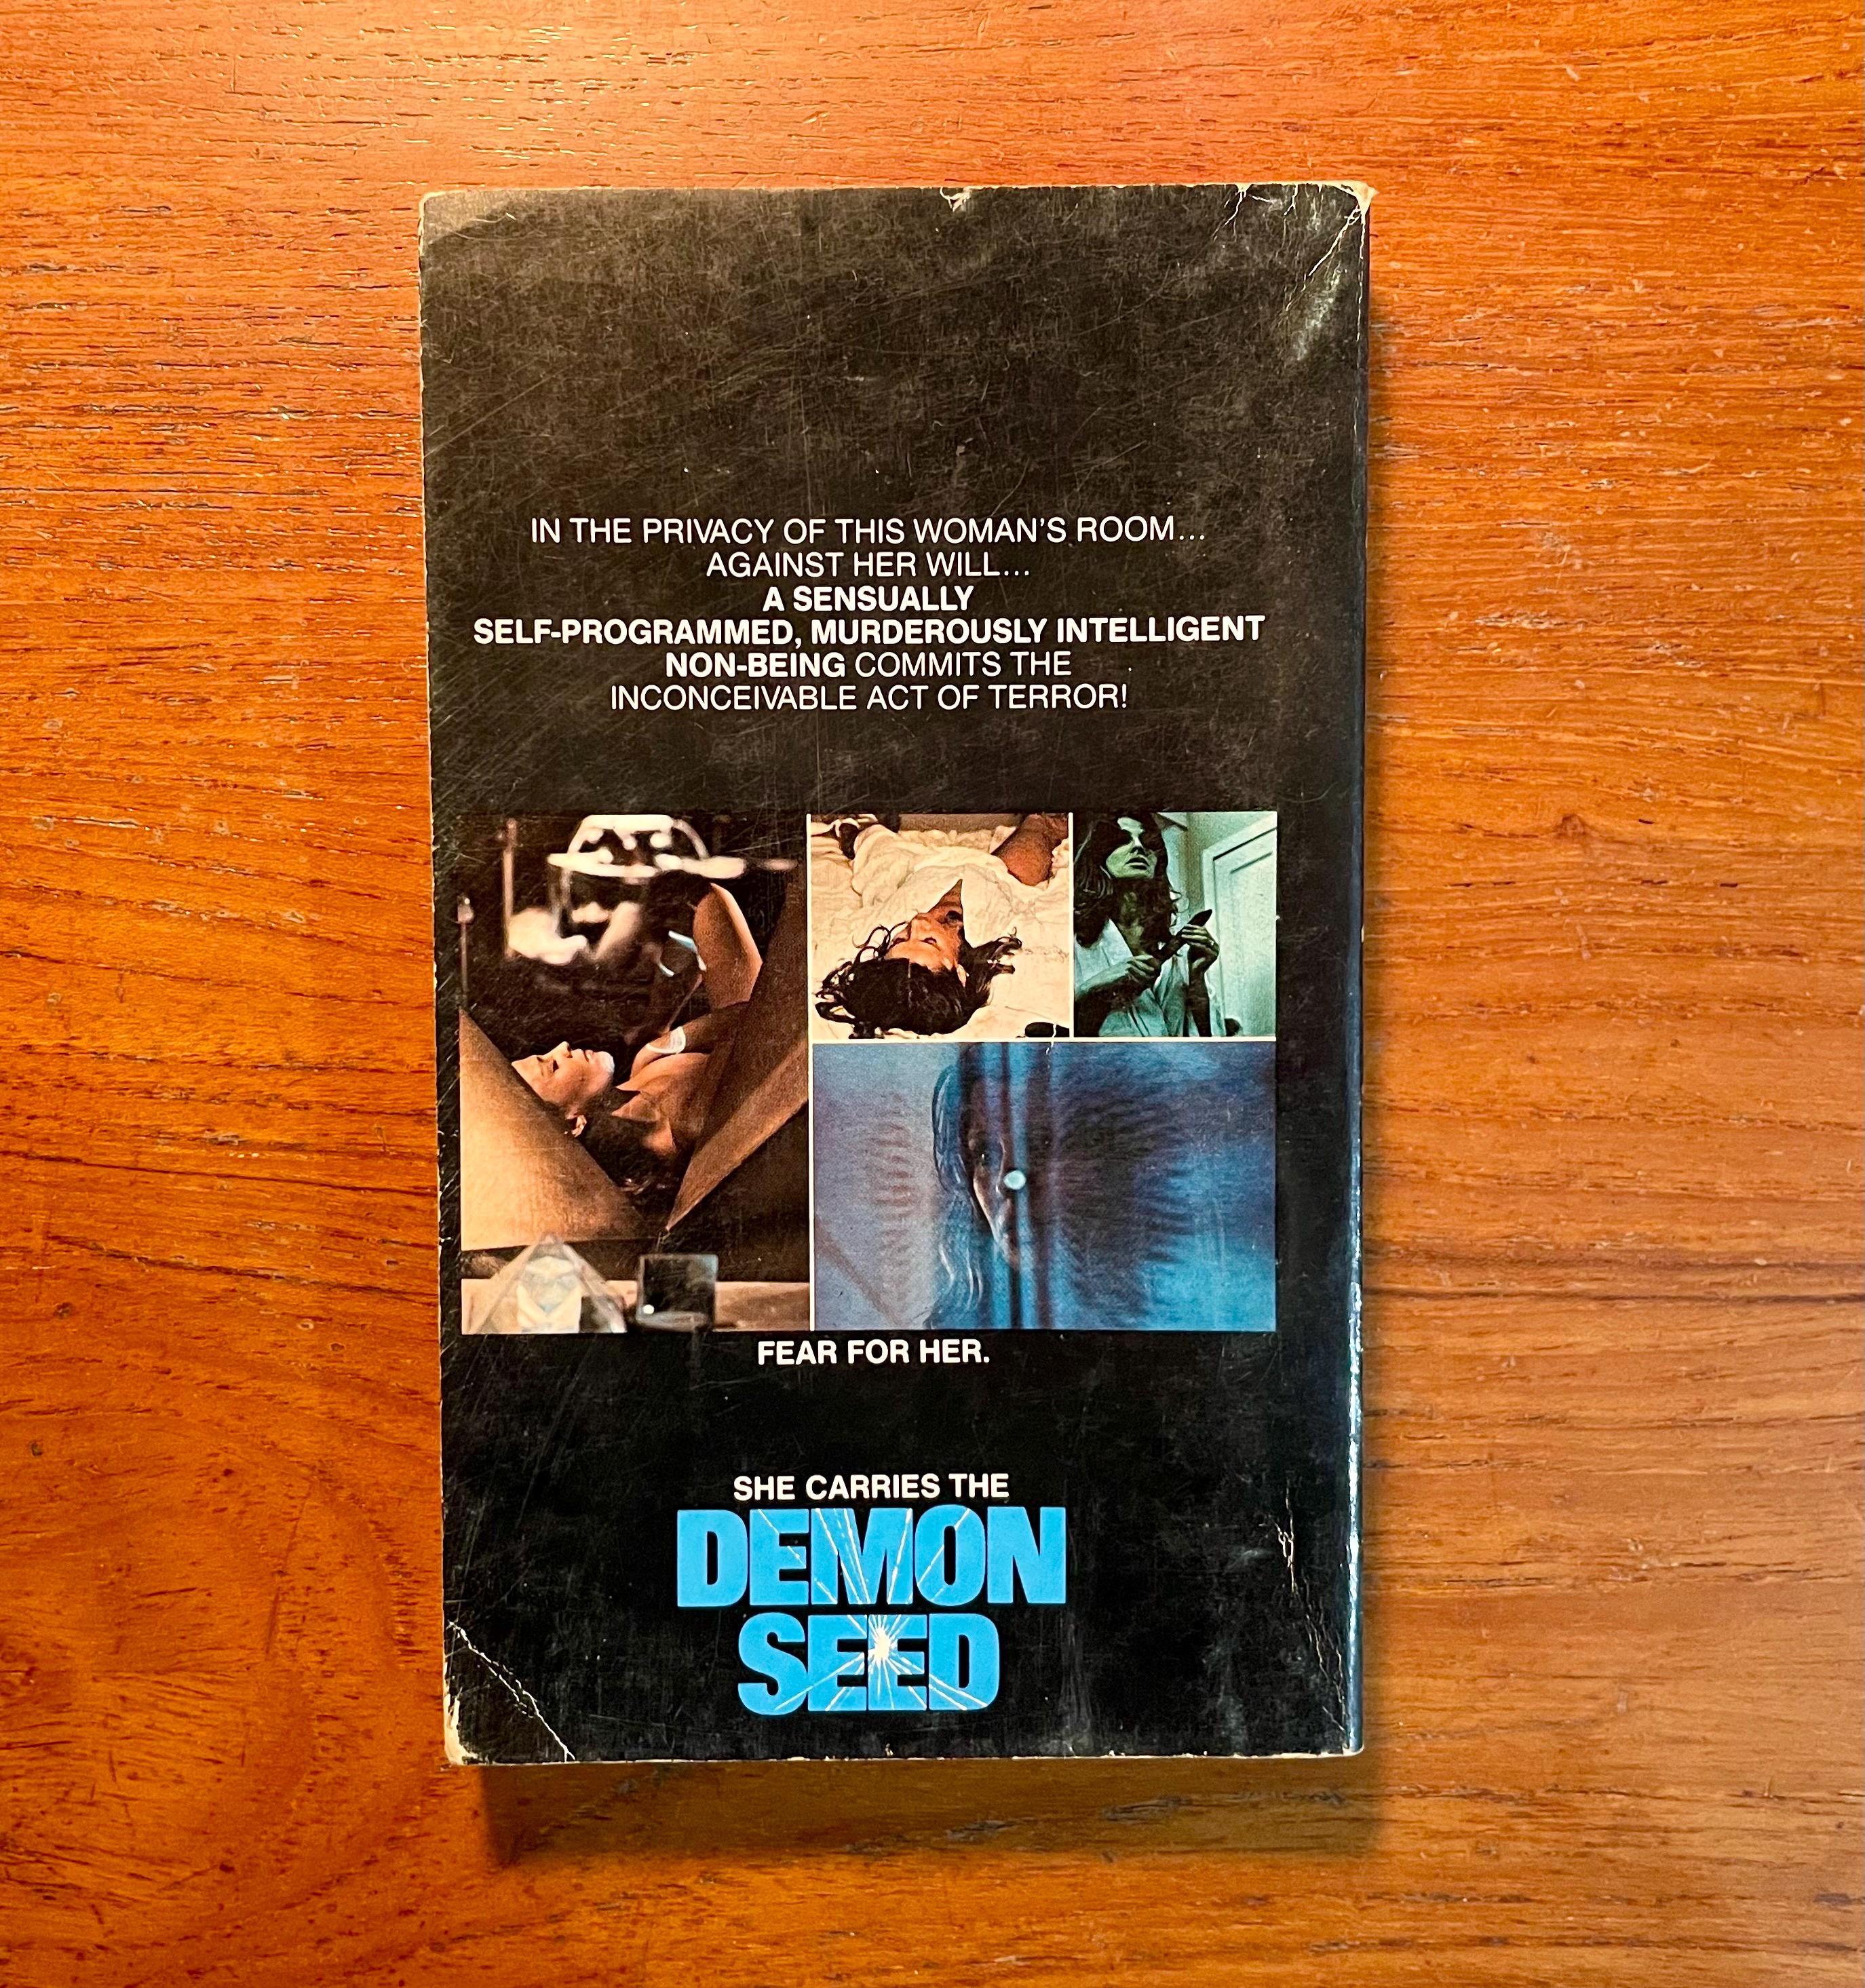 IN THE PRIVACY OF THIS WOMAN'S ROOM...
AGAINST HER WILL...
A SENSUALLY
SELF-PROGRAMMED, MURDEROUSLY INTELLIGENT
NON-BEING COMMITS THE
INCONCEIVABLE ACT OF TERROR!
FEAR FOR HER.
SHE CARRIES THE
DEMON
SEED